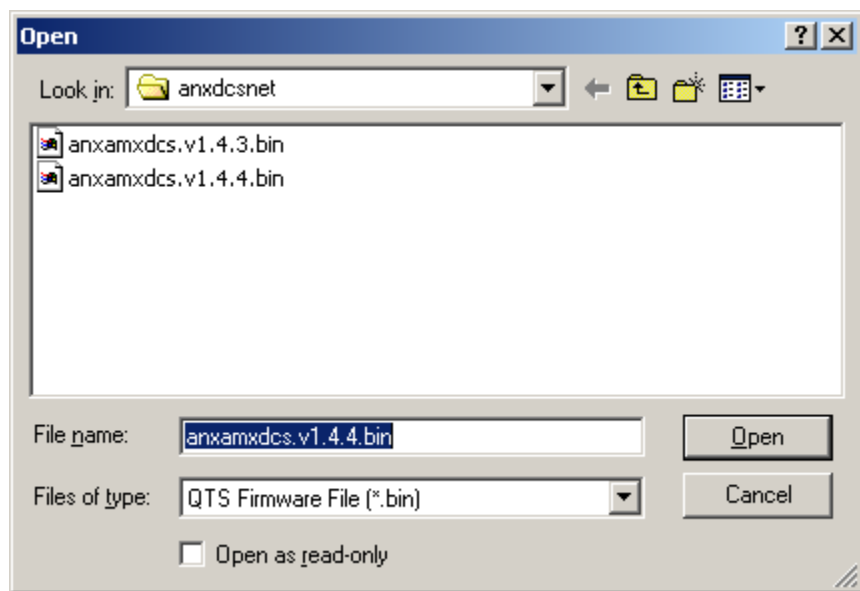 Open
Look in: anxdcsnet
anxamxdcs.v1.4.3.bin
anxamxdcs.v1.4.4.bin
File name: anxamxdcs.v1.4.4.bin Open
Files of type: QTS Firmware File (*.bin) Cancel
Open as read-only